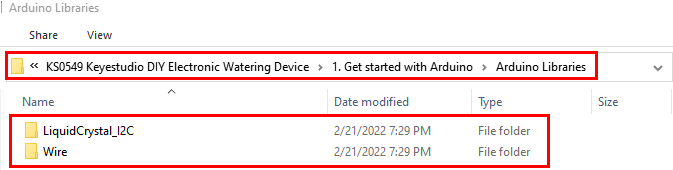 Arduino Libraries
Share View
« KS0549 Keyestudio DIY Electronic Watering Device > 1. Get started with Arduino > Arduino Libraries
Name Date modified Type Size
LiquidCrystal_I2C 2/21/2022 7:29 PM File folder
Wire 2/21/2022 7:29 PM File folder